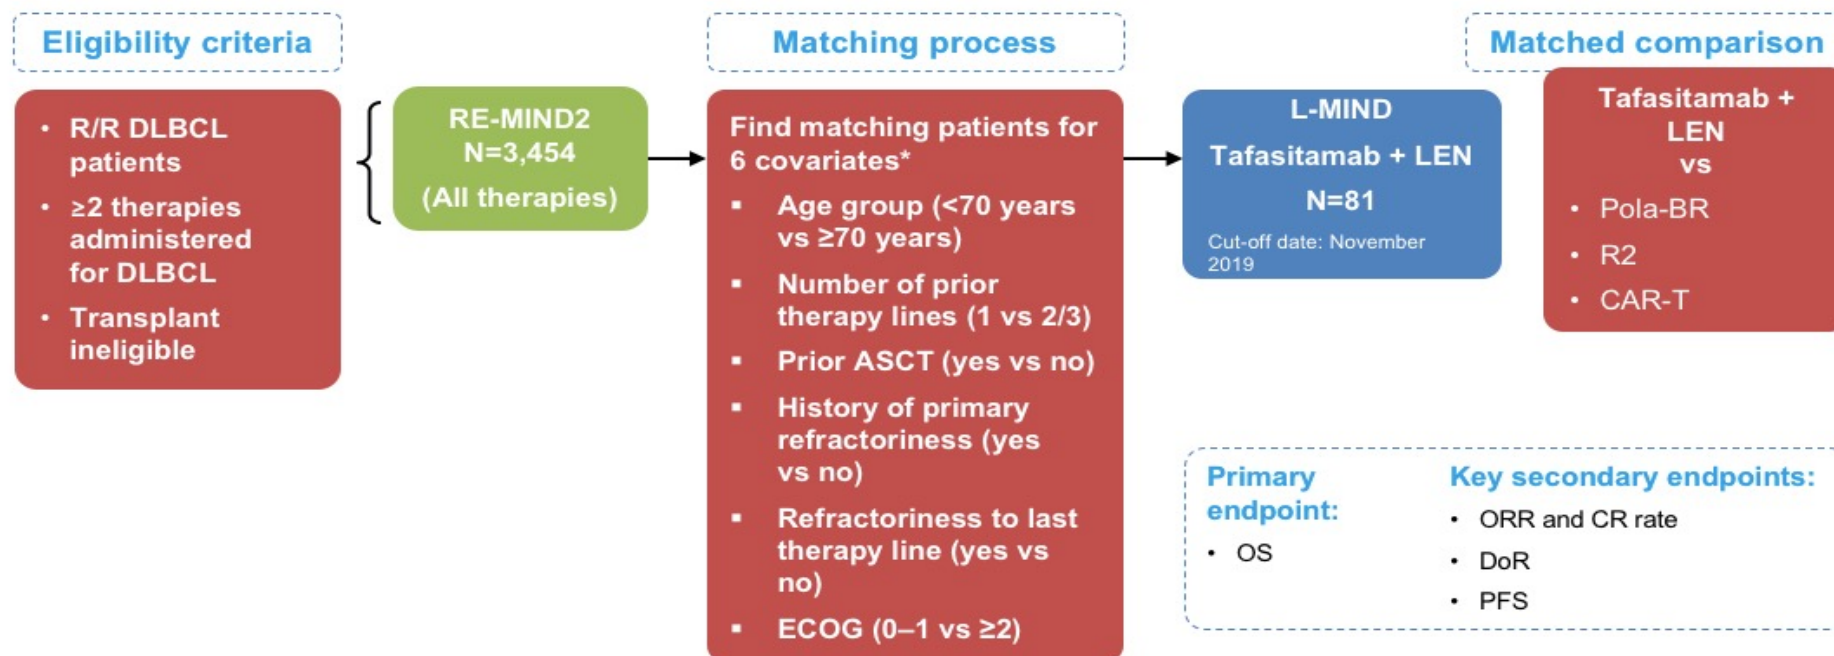 Eligibility criteria
• R/R DLBCL
patients
• ≥2 therapies
administered
for DLBCL
• Transplant
ineligible
RE-MIND2
N=3,454
(All therapies)
Matching process
Find matching patients for
6 covariates*
▪ Age group (<70 years
vs ≥70 years)
▪ Number of prior
therapy lines (1 vs 2/3)
▪ Prior ASCT (yes vs no)
▪ History of primary
refractoriness (yes
vs no)
▪ Refractoriness to last
therapy line (yes vs
no)
▪ ECOG (0–1 vs ≥2)
L-MIND
Tafasitamab + LEN
N=81
Cut-off date: November
2019
Matched comparison
Tafasitamab +
LEN
vs
• Pola-BR
• R2
• CAR-T
Primary
endpoint:
• OS
Key secondary endpoints:
• ORR and CR rate
• DoR
• PFS